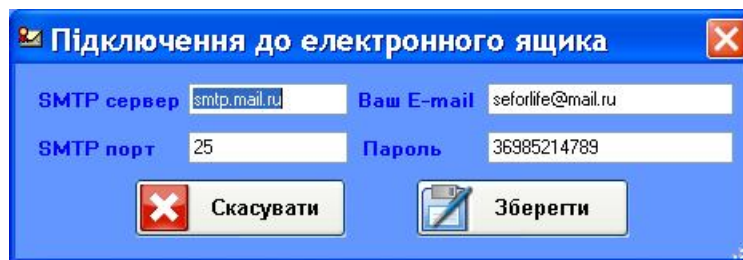 Підключення до електронного ящика
SMTP сервер smtp.mail.ru Ваш E-mail seforlife@mail.ru
SMTP порт 25 Пароль 36985214789
Скасувати Зберегти